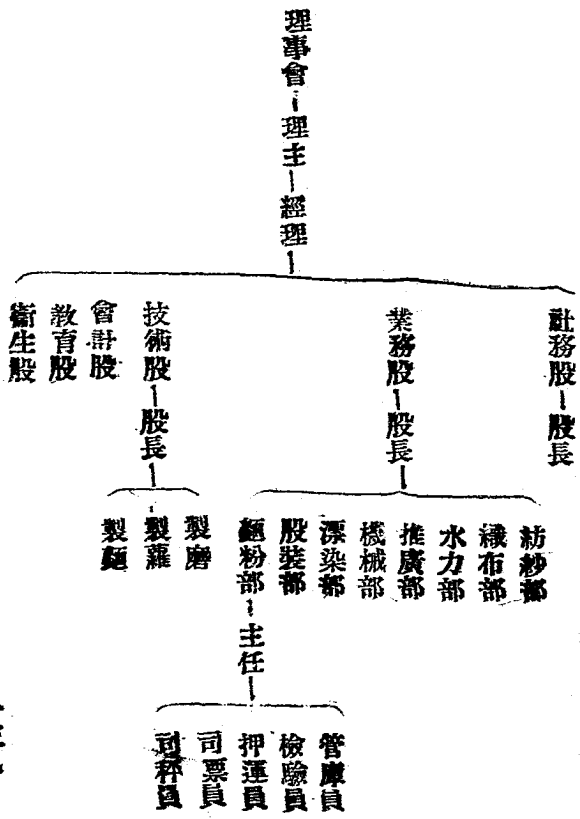 理事會—理主—經理
社務股—股長
業務股—股長
紡紗部
織布部
水力部
推廣部
機械部
漂染部
股裝部
麵粉部—主任
管庫員
檢驗員
押運員
司票員
司秤員
技術股—股長
製磨
製籮
製麵
會計股
教育股
衞生股